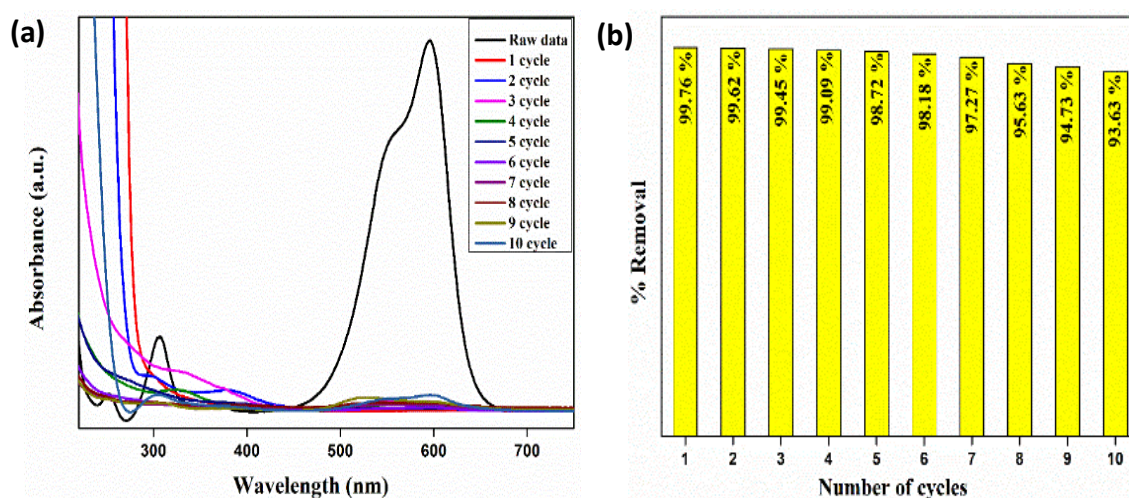 (a)
Absorbance (a.u.)
Raw data
1 cycle
2 cycle
3 cycle
4 cycle
5 cycle
6 cycle
7 cycle
8 cycle
9 cycle
10 cycle
300 400 500 600 700
Wavelength (nm)
(b)
% Removal
99.76 % 99.62 % 99.45 % 99.09 % 98.72 % 98.18 % 97.27 % 95.63 % 94.73 % 93.63 %
1 2 3 4 5 6 7 8 9 10
Number of cycles